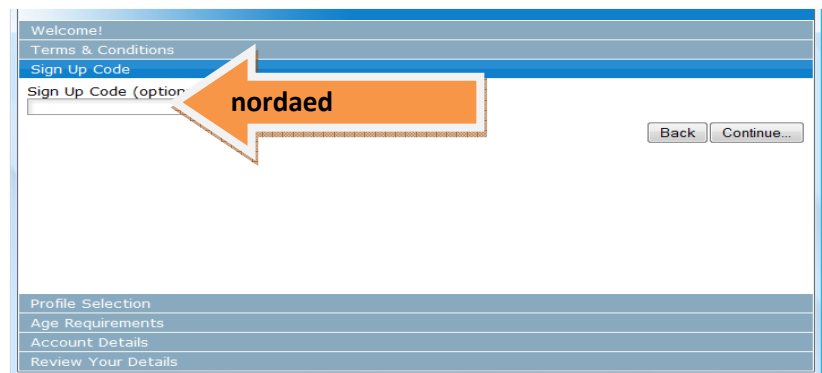 Welcome!
Terms & Conditions
Sign Up Code
Sign Up Code (option
nordaed
Back Continue...
Profile Selection
Age Requirements
Account Details
Review Your Details